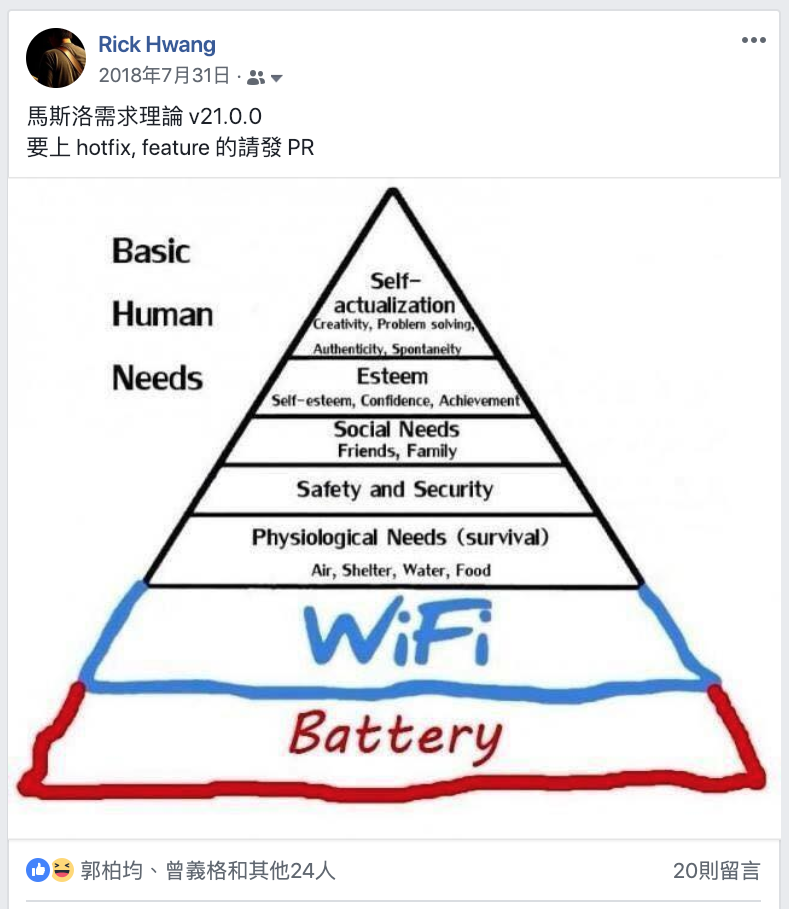 Rick Hwang
2018年7月31日 ·
馬斯洛需求理論 v21.0.0
要上 hotfix, feature 的請發 PR
Basic
Human
Needs
Self-
actualization
Creativity, Problem solving,
Authenticity, Spontaneity
Esteem
Self-esteem, Confidence, Achievement
Social Needs
Friends, Family
Safety and Security
Physiological Needs (survival)
Air, Shelter, Water, Food
WiFi
Battery
郭柏均、曾義格和其他24人
20則留言